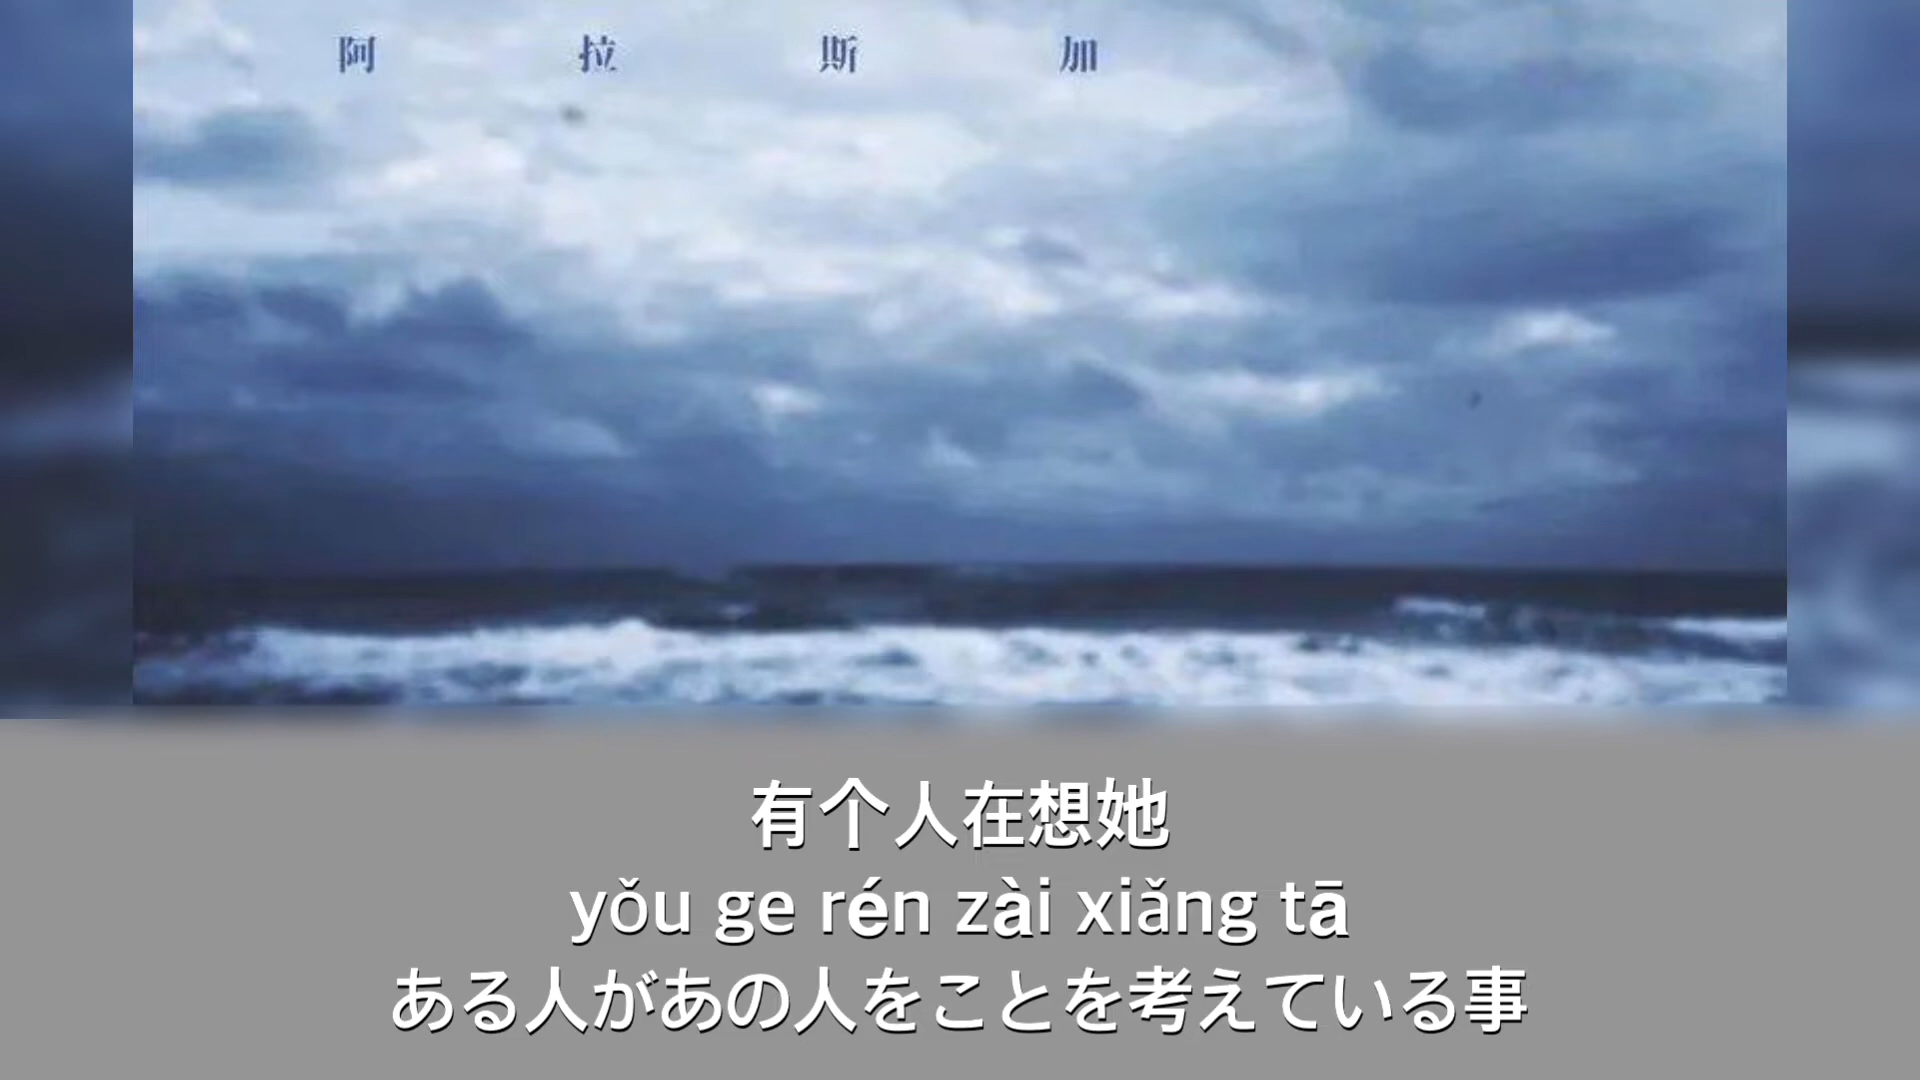 阿拉斯加
有个人在想她
yǒu ge rén zài xiǎng tā
ある人があの人をことを考えている事